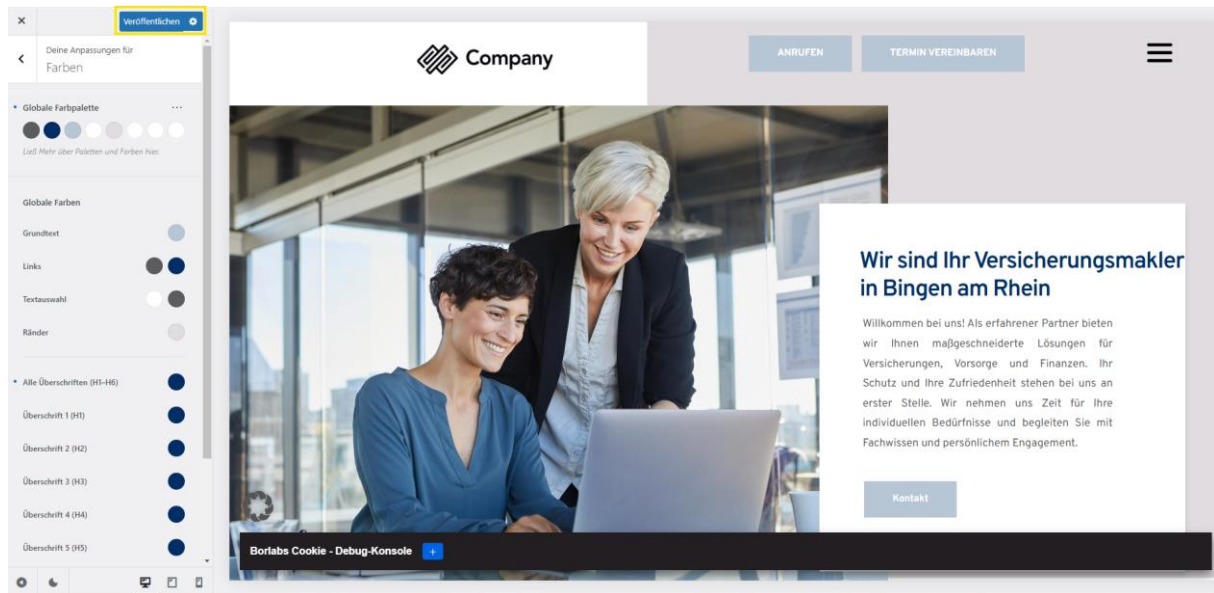 Veröffentlichen
Deine Anpassungen für
Farben
Globale Farbpalette
Ließ Mehr über Paletten und Farben hier.
Globale Farben
Grundtext
Links
Textauswahl
Ränder
Alle Überschriften (H1–H6)
Überschrift 1 (H1)
Überschrift 2 (H2)
Überschrift 3 (H3)
Überschrift 4 (H4)
Überschrift 5 (H5)
Company
ANRUFEN
TERMIN VEREINBAREN
Wir sind Ihr Versicherungsmakler
in Bingen am Rhein
Willkommen bei uns! Als erfahrener Partner bieten
wir Ihnen maßgeschneiderte Lösungen für
Versicherungen, Vorsorge und Finanzen. Ihr
Schutz und Ihre Zufriedenheit stehen bei uns an
erster Stelle. Wir nehmen uns Zeit für Ihre
individuellen Bedürfnisse und begleiten Sie mit
Fachwissen und persönlichem Engagement.
Kontakt
Borlabs Cookie - Debug-Konsole +